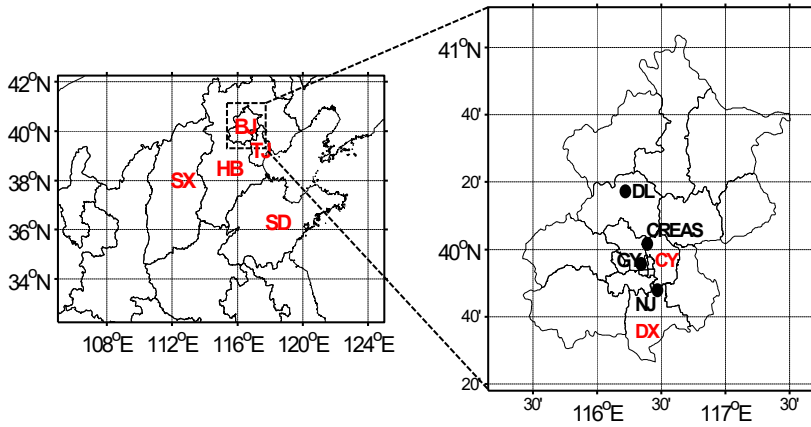 42°N
40°N
38°N
36°N
34°N
BJ
TJ
HB
SX
SD
108°E 112°E 116°E 120°E 124°E
41°N
40'
20'
40°N
40'
20'
DL
CREAS
GY CY
NJ
DX
30' 116°E 30' 117°E 30'